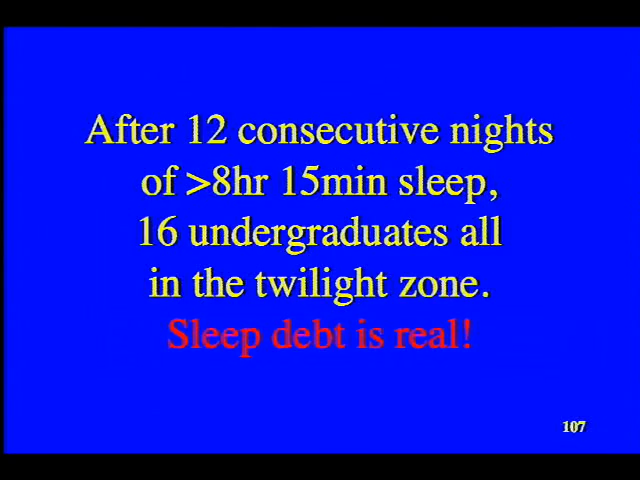 After 12 consecutive nights
of >8hr 15min sleep,
16 undergraduates all
in the twilight zone.
Sleep debt is real!
107